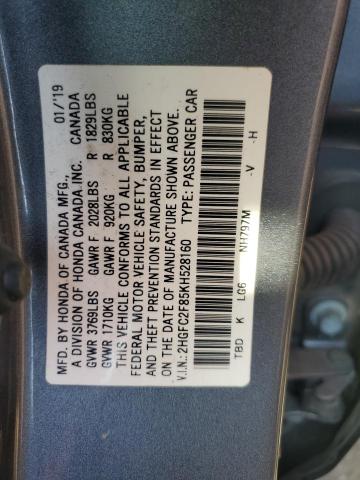 MFD. BY HONDA OF CANADA MFG., 01/'19
A DIVISION OF HONDA CANADA INC. CANADA
GVWR 3769LBS GAWR F 2028LBS R 1829LBS
GVWR 1710KG GAWR F 920KG R 830KG
THIS VEHICLE CONFORMS TO ALL APPLICABLE
FEDERAL MOTOR VEHICLE SAFETY, BUMPER,
AND THEFT PREVENTION STANDARDS IN EFFECT
ON THE DATE OF MANUFACTURE SHOWN ABOVE.
V.I.N.: 2HGFC2F85KH528160 TYPE: PASSENGER CAR
TBD K LG6 NH797M -V -H